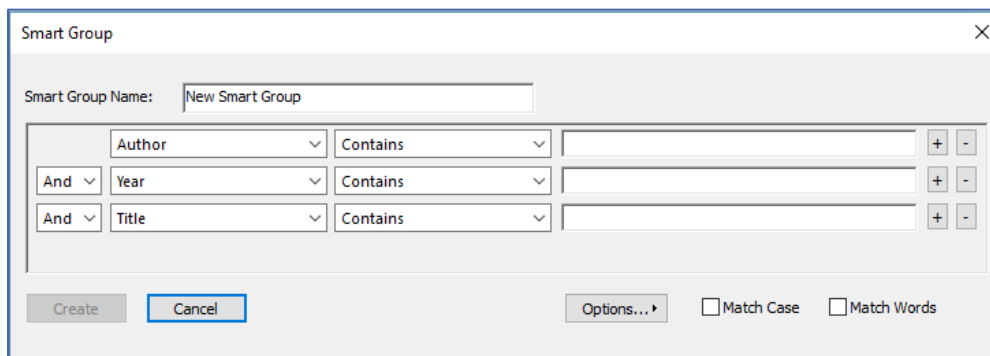 Smart Group
Smart Group Name: New Smart Group
Author Contains + -
And Year Contains + -
And Title Contains + -
Create Cancel Options... Match Case Match Words